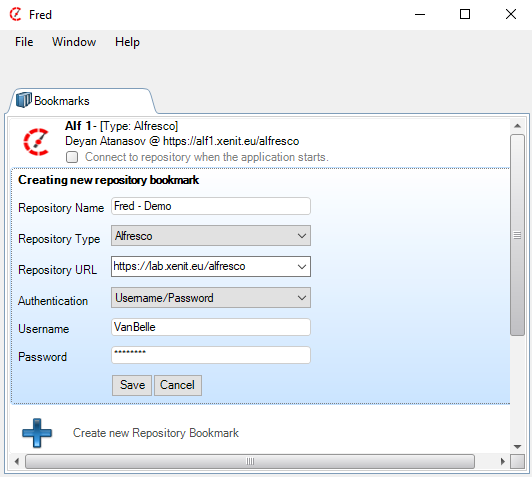 Fred
File Window Help
Bookmarks
Alf 1- [Type: Alfresco]
Deyan Atanasov @ https://alf1.xenit.eu/alfresco
Connect to repository when the application starts.
Creating new repository bookmark
Repository Name Fred - Demo
Repository Type Alfresco
Repository URL https://lab.xenit.eu/alfresco
Authentication Username/Password
Username VanBelle
Password ********
Save Cancel
Create new Repository Bookmark